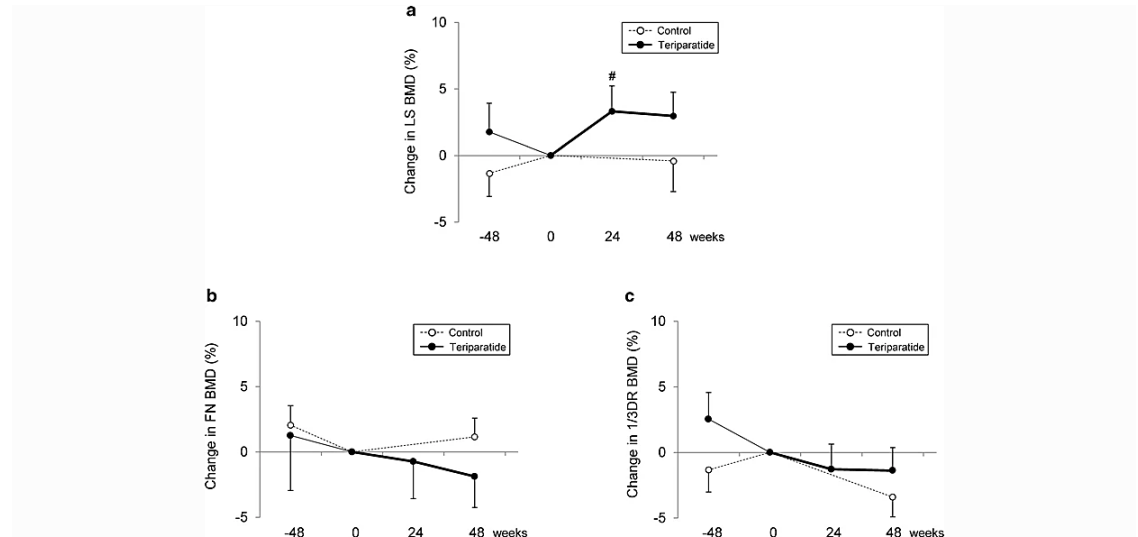 a
10
Control
Teriparatide
#
5
0
-5
Change in LS BMD (%)
-48 0 24 48 weeks
b
10
Control
Teriparatide
5
0
-5
Change in FN BMD (%)
-48 0 24 48 weeks
c
10
Control
Teriparatide
5
0
-5
Change in 1/3DR BMD (%)
-48 0 24 48 weeks